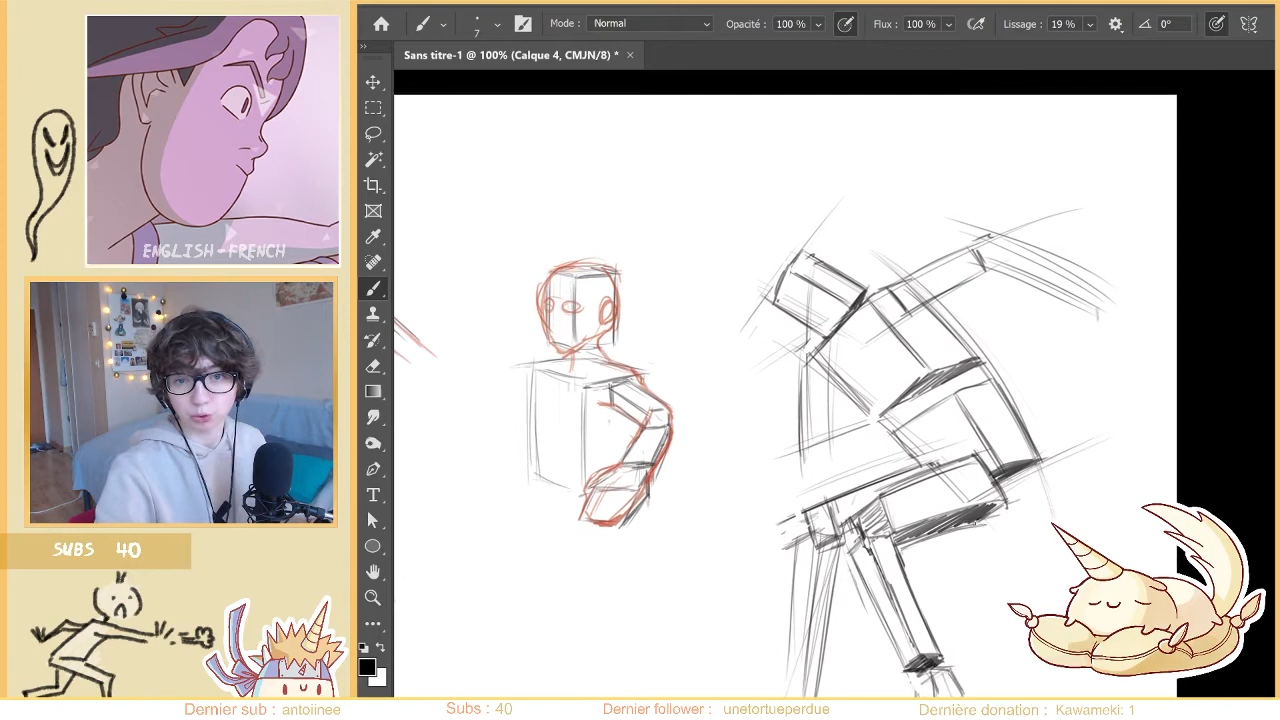 Mode : Normal Opacité : 100 % Flux : 100 % Lissage : 19 % 0°
7
Sans titre-1 @ 100% (Calque 4, CMJN/8) *
ENGLISH-FRENCH
SUBS 40
Dernier sub : antoiinee Subs : 40 Dernier follower : unetortueperdue Dernière donation : Kawameki: 1